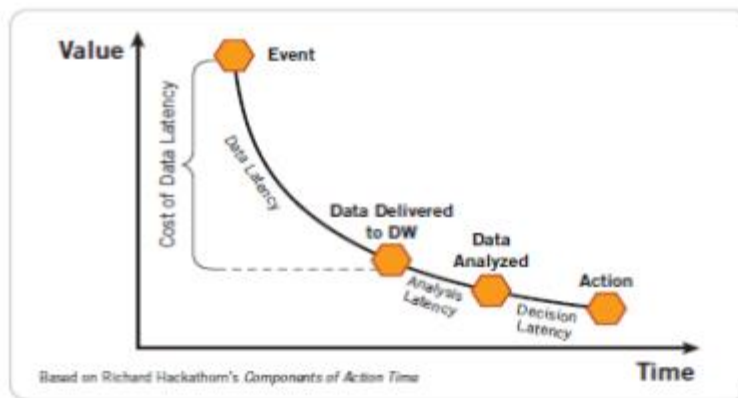 Value
Event
Cost of Data Latency
Data Latency
Data Delivered
to DW
Data
Analyzed
Action
Analysis
Latency
Decision
Latency
Time
Based on Richard Hackathorn's Components of Action Time